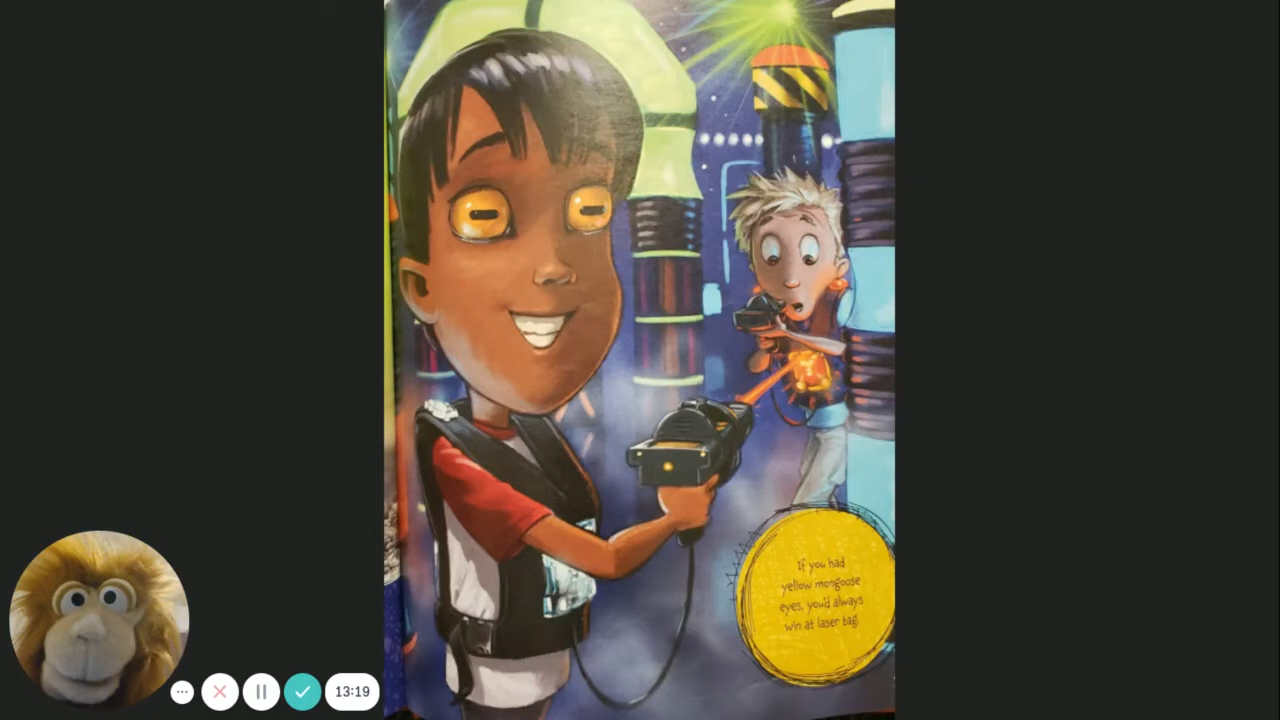 If you had
yellow mongoose
eyes, you'd always
win at laser tag.
13:19